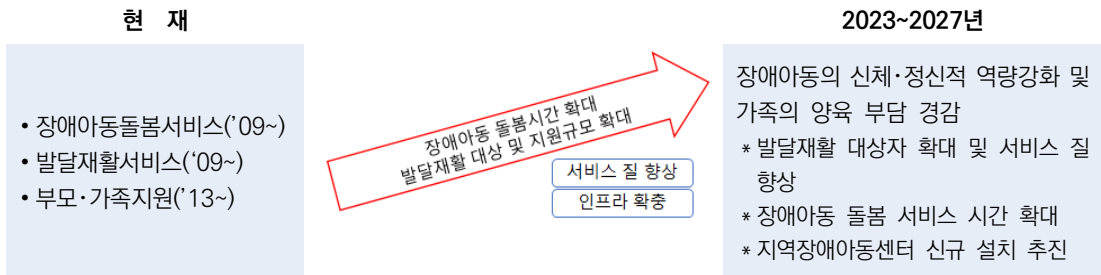 현 재
• 장애아동돌봄서비스(’09~)
• 발달재활서비스(‘09~)
• 부모·가족지원(’13~)
장애아동 돌봄시간 확대
발달재활 대상 및 지원규모 확대
서비스 질 향상
인프라 확충
2023~2027년
장애아동의 신체·정신적 역량강화 및
가족의 양육 부담 경감
* 발달재활 대상자 확대 및 서비스 질
향상
* 장애아동 돌봄 서비스 시간 확대
* 지역장애아동센터 신규 설치 추진